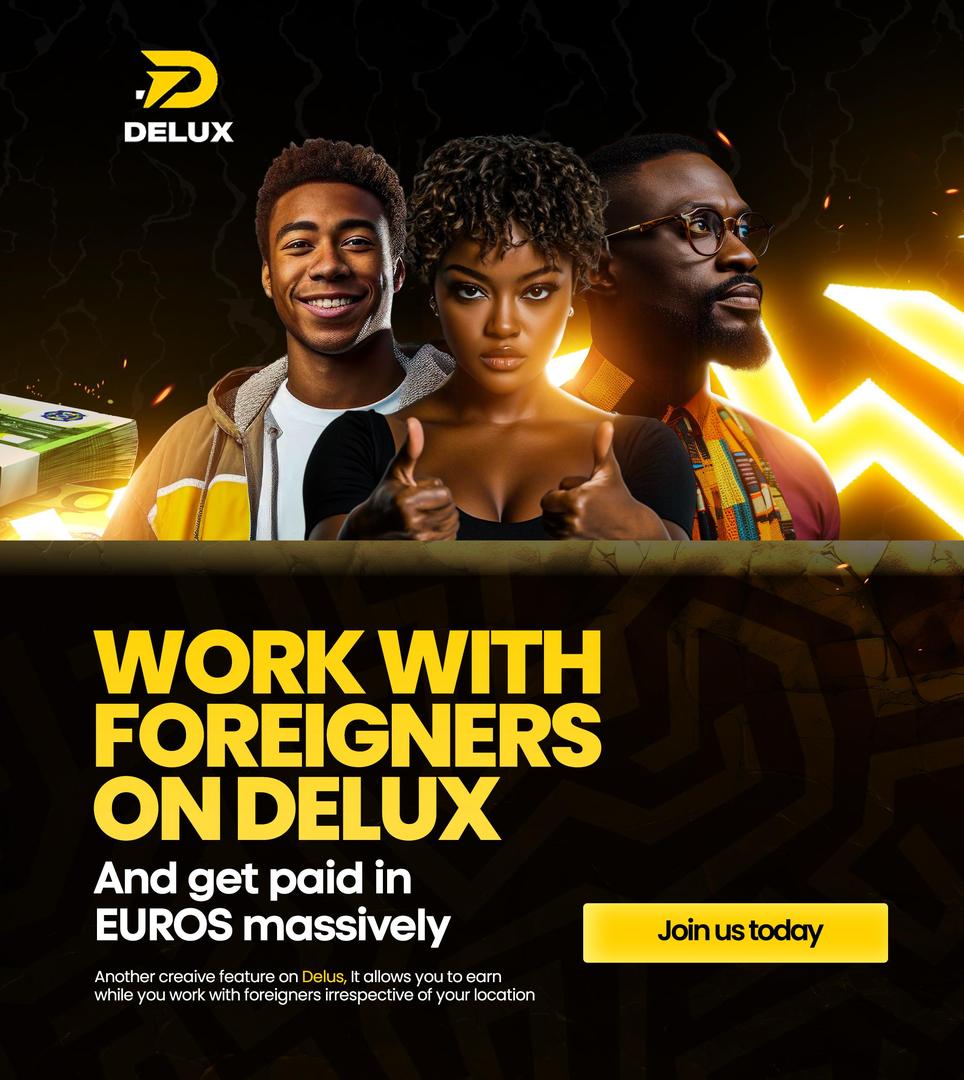 DELUX
WORK WITH
FOREIGNERS
ON DELUX
And get paid in
EUROS massively
Join us today
Another creaive feature on Delus, It allows you to earn
while you work with foreigners irrespective of your location